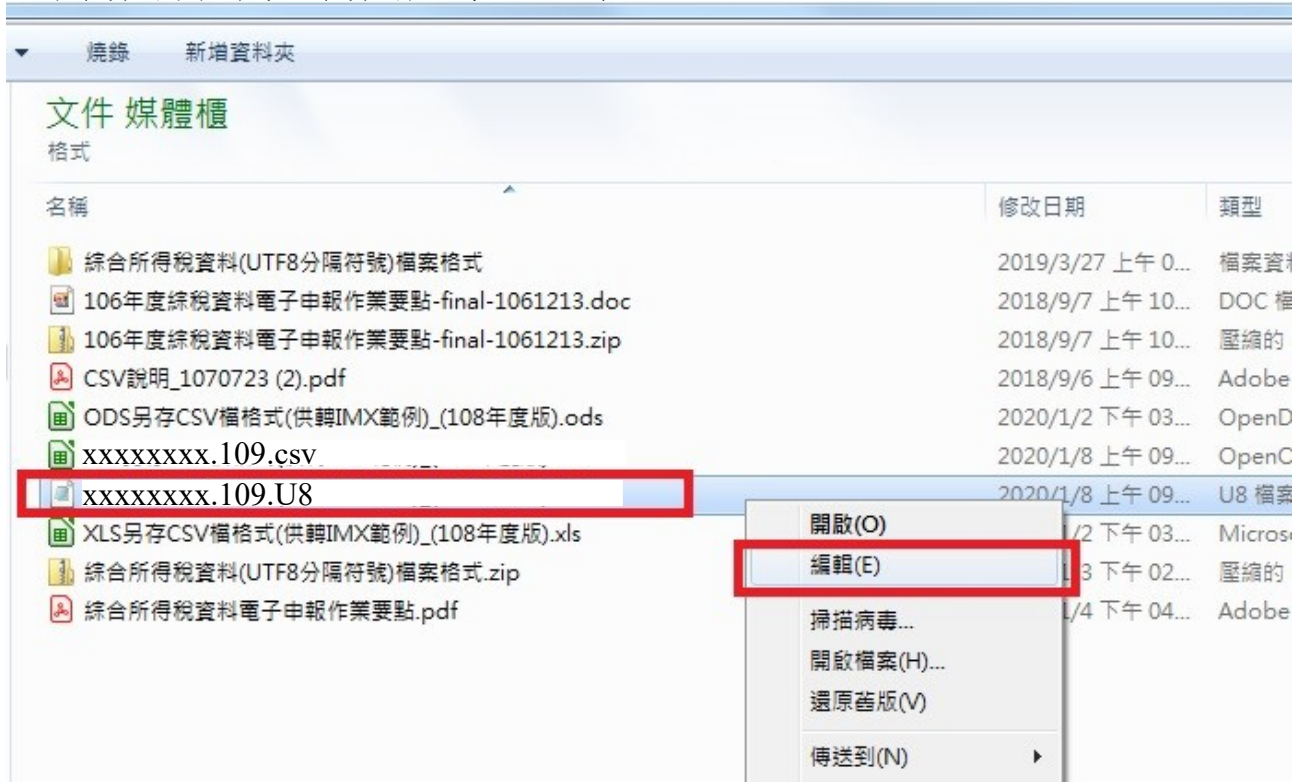 燒錄 新增資料夾
文件 媒體櫃
格式
名稱 修改日期 類型
綜合所得稅資料(UTF8分隔符號)檔案格式 2019/3/27 上午 0... 檔案資料
106年度綜稅資料電子申報作業要點-final-1061213.doc 2018/9/7 上午 10... DOC 檔
106年度綜稅資料電子申報作業要點-final-1061213.zip 2018/9/7 上午 10... 壓縮的
CSV說明_1070723 (2).pdf 2018/9/6 上午 09... Adobe
ODS另存CSV檔格式(供轉IMX範例)_(108年度版).ods 2020/1/2 下午 03... OpenD
xxxxxxxx.109.csv 2020/1/8 上午 09... OpenO
xxxxxxxx.109.U8 2020/1/8 上午 09... U8 檔案
開啟(O)
XLS另存CSV檔格式(供轉IMX範例)_(108年度版).xls /2 下午 03... Microso
編輯(E)
綜合所得稅資料(UTF8分隔符號)檔案格式.zip 3 下午 02... 壓縮的
綜合所得稅資料電子申報作業要點.pdf /4 下午 04... Adobe
掃描病毒...
開啟檔案(H)...
還原舊版(V)
傳送到(N)